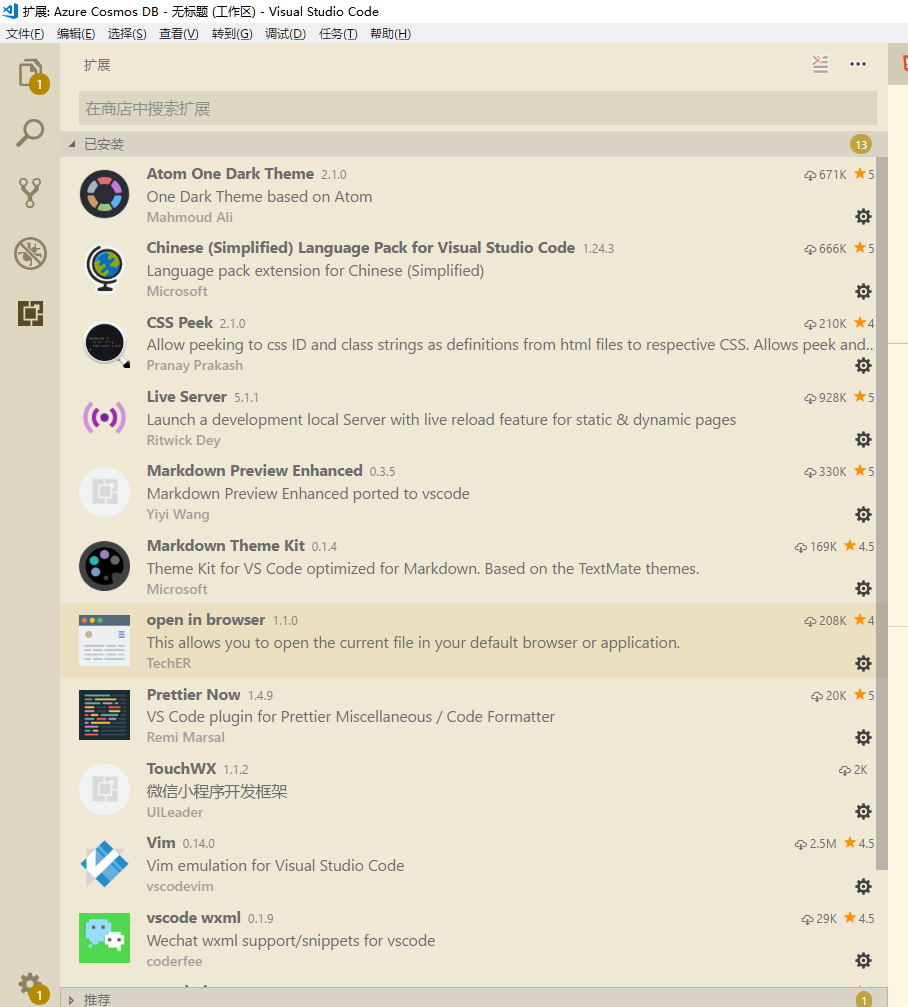 扩展: Azure Cosmos DB - 无标题 (工作区) - Visual Studio Code
文件(F) 编辑(E) 选择(S) 查看(V) 转到(G) 调试(D) 任务(T) 帮助(H)
扩展
1
在商店中搜索扩展
已安装 13
Atom One Dark Theme 2.1.0 671K 5
One Dark Theme based on Atom
Mahmoud Ali
Chinese (Simplified) Language Pack for Visual Studio Code 1.24.3 666K 5
Language pack extension for Chinese (Simplified)
Microsoft
CSS Peek 2.1.0 210K 4
Allow peeking to css ID and class strings as definitions from html files to respective CSS. Allows peek and..
Pranay Prakash
Live Server 5.1.1 928K 5
Launch a development local Server with live reload feature for static & dynamic pages
Ritwick Dey
Markdown Preview Enhanced 0.3.5 330K 5
Markdown Preview Enhanced ported to vscode
Yiyi Wang
Markdown Theme Kit 0.1.4 169K 4.5
Theme Kit for VS Code optimized for Markdown. Based on the TextMate themes.
Microsoft
open in browser 1.1.0 208K 4
This allows you to open the current file in your default browser or application.
TechER
Prettier Now 1.4.9 20K 5
VS Code plugin for Prettier Miscellaneous / Code Formatter
Remi Marsal
TouchWX 1.1.2 2K
微信小程序开发框架
UILeader
Vim 0.14.0 2.5M 4.5
Vim emulation for Visual Studio Code
vscodevim
vscode wxml 0.1.9 29K 4.5
Wechat wxml support/snippets for vscode
coderfee
1
推荐 1